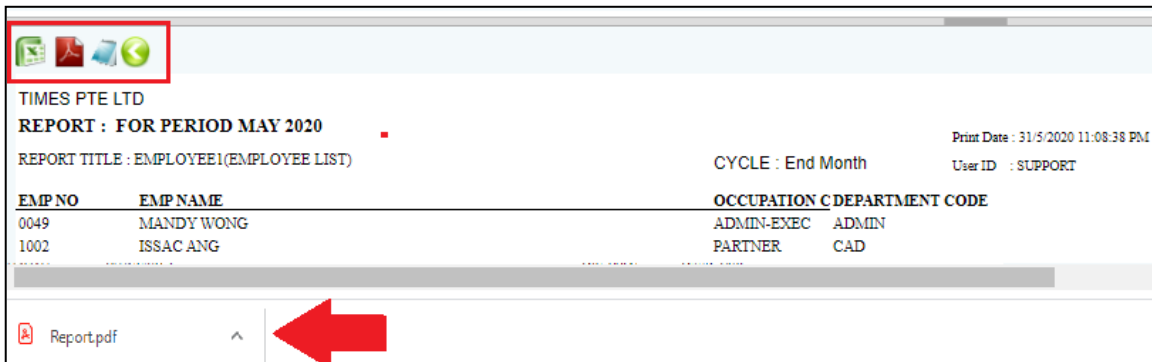 TIMES PTE LTD
REPORT : FOR PERIOD MAY 2020
Print Date : 31/5/2020 11:08:38 PM
REPORT TITLE : EMPLOYEE1(EMPLOYEE LIST)
CYCLE : End Month
User ID : SUPPORT
EMP NO EMP NAME OCCUPATION C DEPARTMENT CODE
0049 MANDY WONG ADMIN-EXEC ADMIN
1002 ISSAC ANG PARTNER CAD
Report.pdf